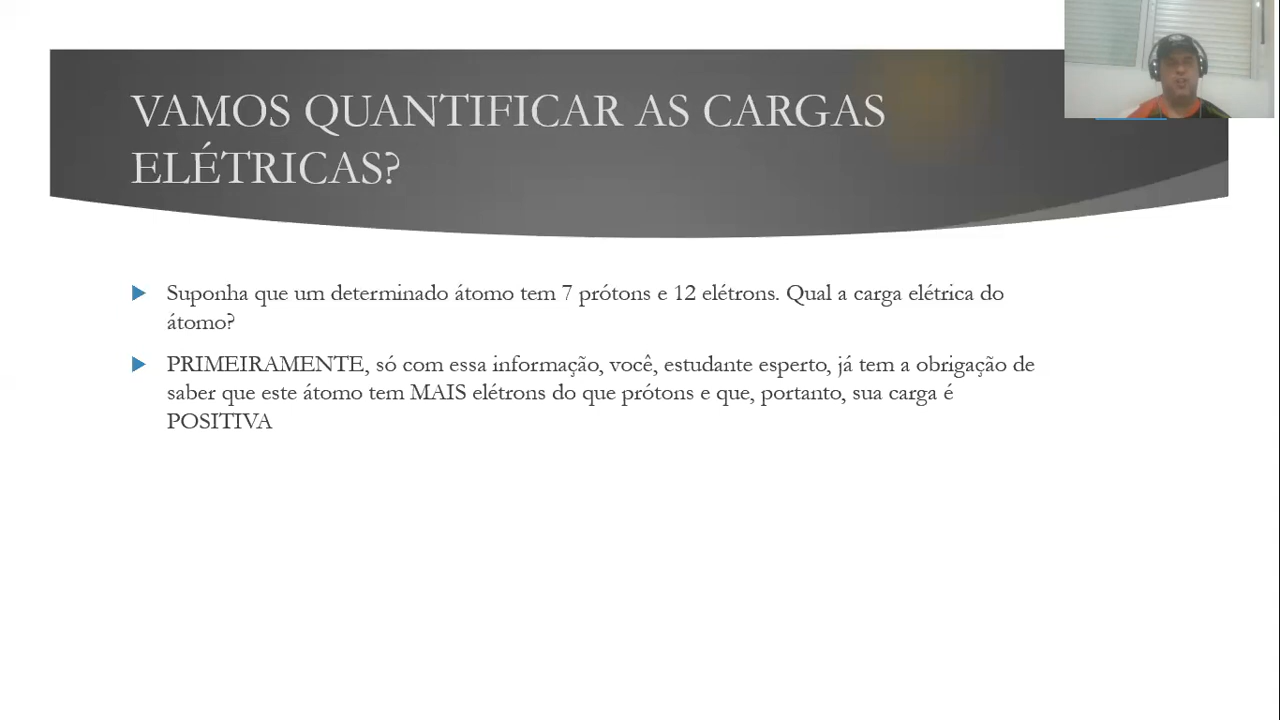 VAMOS QUANTIFICAR AS CARGAS
ELÉTRICAS?
Suponha que um determinado átomo tem 7 prótons e 12 elétrons. Qual a carga elétrica do
átomo?
PRIMEIRAMENTE, só com essa informação, você, estudante esperto, já tem a obrigação de
saber que este átomo tem MAIS elétrons do que prótons e que, portanto, sua carga é
POSITIVA